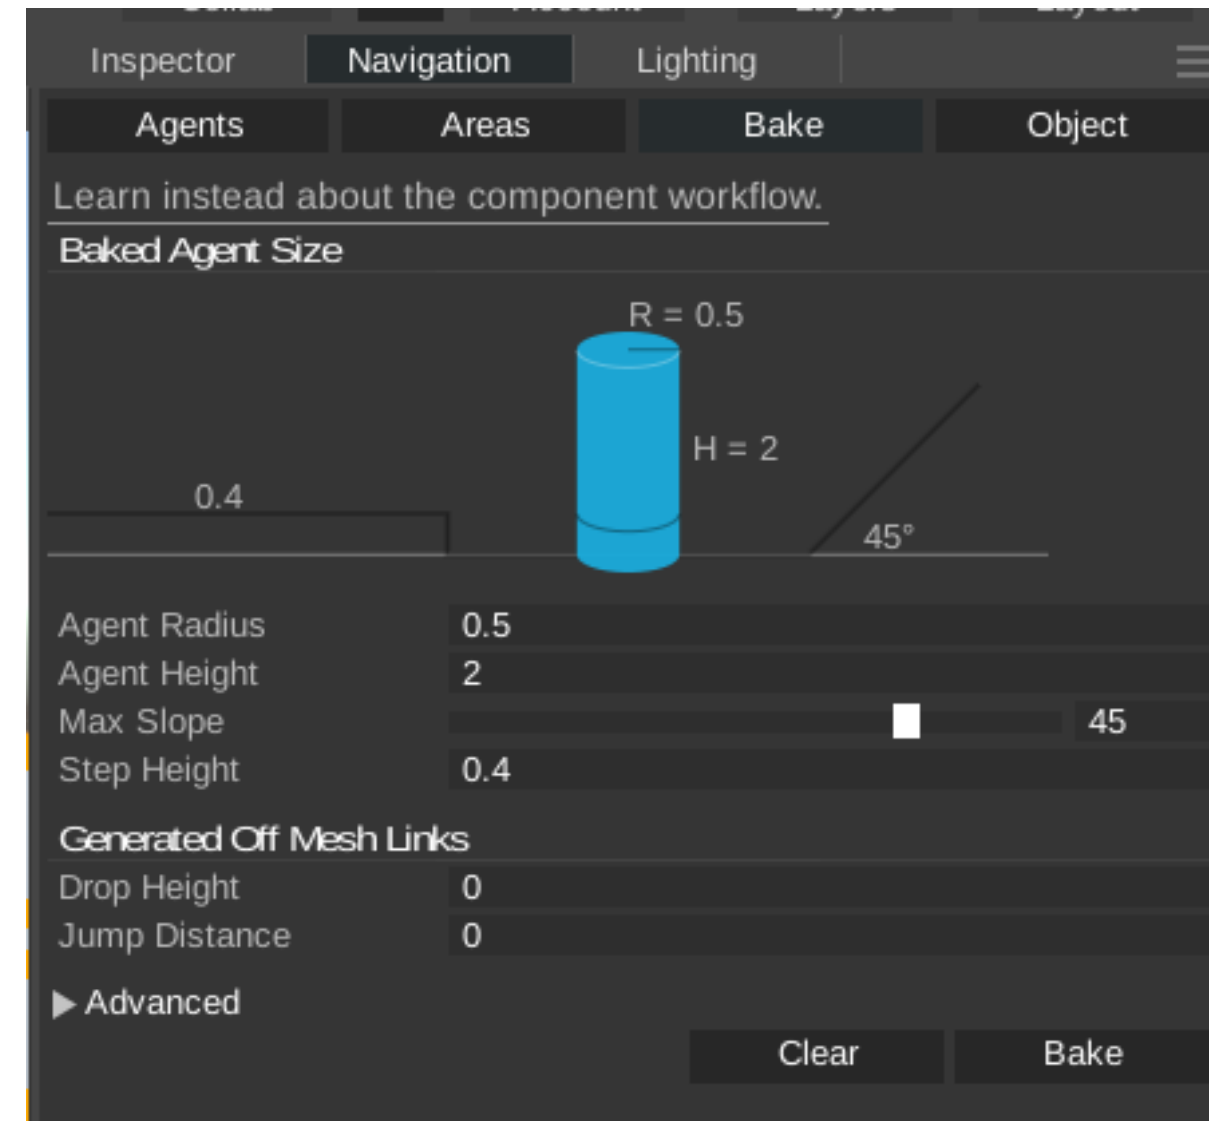 Inspector Navigation Lighting
Agents Areas Bake Object
Learn instead about the component workflow.
Baked Agent Size
R = 0.5
H = 2
0.4
45°
Agent Radius 0.5
Agent Height 2
Max Slope 45
Step Height 0.4
Generated Off Mesh Links
Drop Height 0
Jump Distance 0
Advanced
Clear Bake